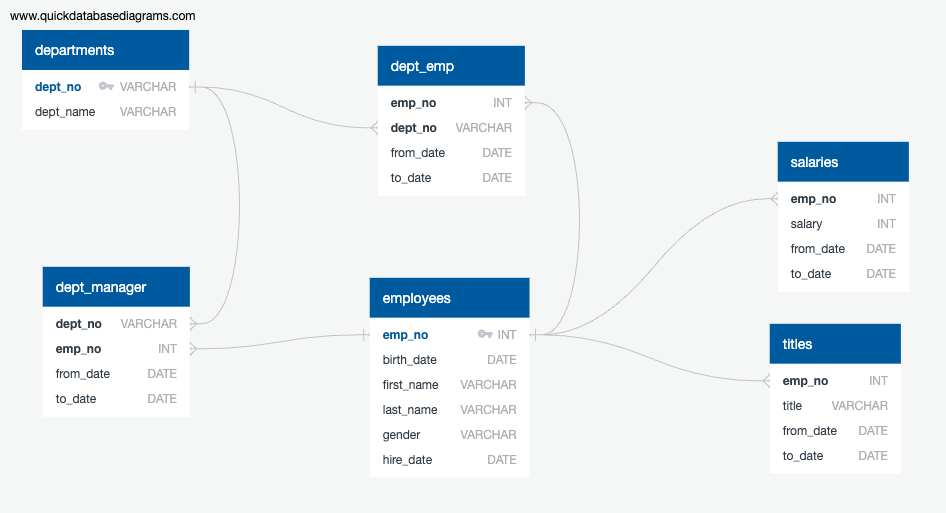 www.quickdatabasediagrams.com
departments
dept_no VARCHAR
dept_name VARCHAR
dept_emp
emp_no INT
dept_no VARCHAR
from_date DATE
to_date DATE
salaries
emp_no INT
salary INT
from_date DATE
to_date DATE
dept_manager
dept_no VARCHAR
emp_no INT
from_date DATE
to_date DATE
employees
emp_no INT
birth_date DATE
first_name VARCHAR
last_name VARCHAR
gender VARCHAR
hire_date DATE
titles
emp_no INT
title VARCHAR
from_date DATE
to_date DATE